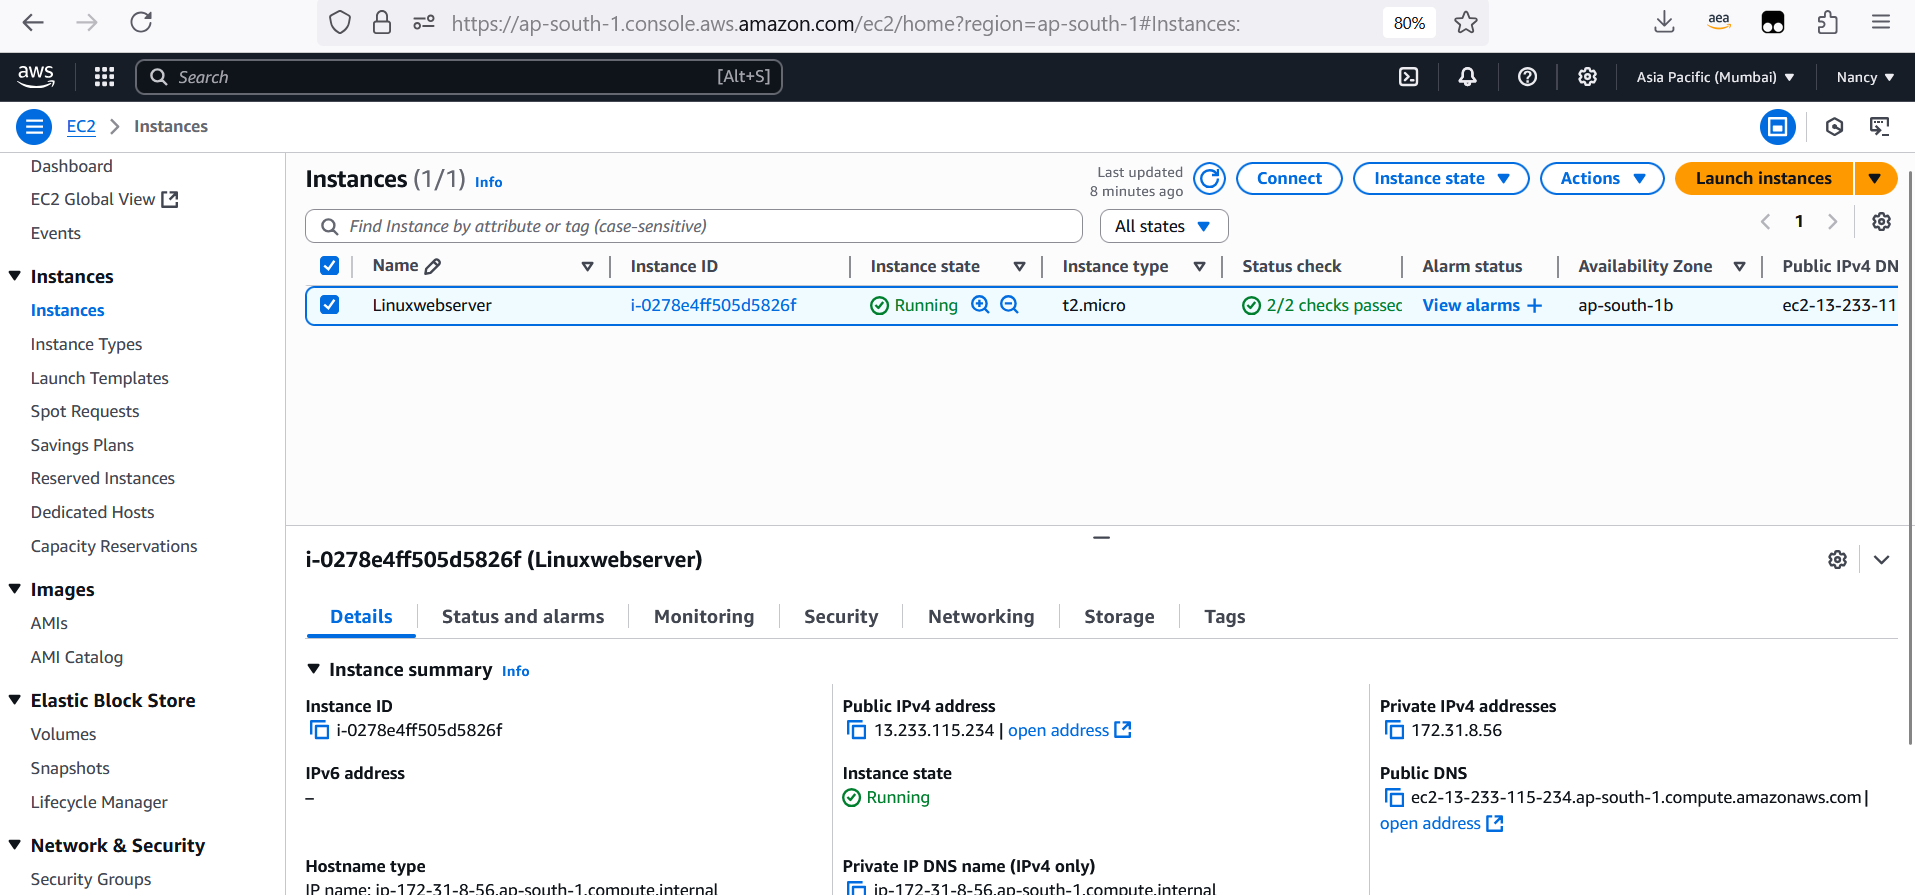 https://ap-south-1.console.aws.amazon.com/ec2/home?region=ap-south-1#Instances:
80%
aea
aws
Search
[Alt+S]
Asia Pacific (Mumbai)
Nancy
EC2 > Instances
Dashboard
EC2 Global View
Events
Instances
Instances
Instance Types
Launch Templates
Spot Requests
Savings Plans
Reserved Instances
Dedicated Hosts
Capacity Reservations
Images
AMIs
AMI Catalog
Elastic Block Store
Volumes
Snapshots
Lifecycle Manager
Network & Security
Security Groups
Instances (1/1) Info
Last updated
8 minutes ago
Connect
Instance state
Actions
Launch instances
Find Instance by attribute or tag (case-sensitive)
All states
1
Name Instance ID Instance state Instance type Status check Alarm status Availability Zone Public IPv4 DN
Linuxwebserver i-0278e4ff505d5826f Running t2.micro 2/2 checks passec View alarms + ap-south-1b ec2-13-233-11
i-0278e4ff505d5826f (Linuxwebserver)
Details Status and alarms Monitoring Security Networking Storage Tags
Instance summary Info
Instance ID
i-0278e4ff505d5826f
Public IPv4 address
13.233.115.234 | open address
Private IPv4 addresses
172.31.8.56
IPv6 address
–
Instance state
Running
Public DNS
ec2-13-233-115-234.ap-south-1.compute.amazonaws.com |
open address
Hostname type
IP name: ip-172-31-8-56.ap-south-1.compute.internal
Private IP DNS name (IPv4 only)
ip-172-31-8-56.ap-south-1.compute.internal